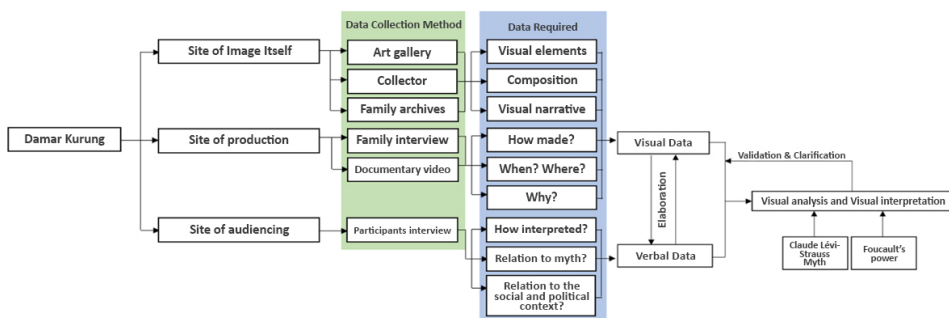 Data Collection Method
Data Required
Damar Kurung
Site of Image Itself
Site of production
Site of audiencing
Art gallery
Collector
Family archives
Family interview
Documentary video
Participants interview
Visual elements
Composition
Visual narrative
How made?
When? Where?
Why?
How interpreted?
Relation to myth?
Relation to the
social and political
context?
Visual Data
Elaboration
Verbal Data
Validation & Clarification
Visual analysis and Visual interpretation
Claude Lévi-
Strauss
Myth
Foucault's
power